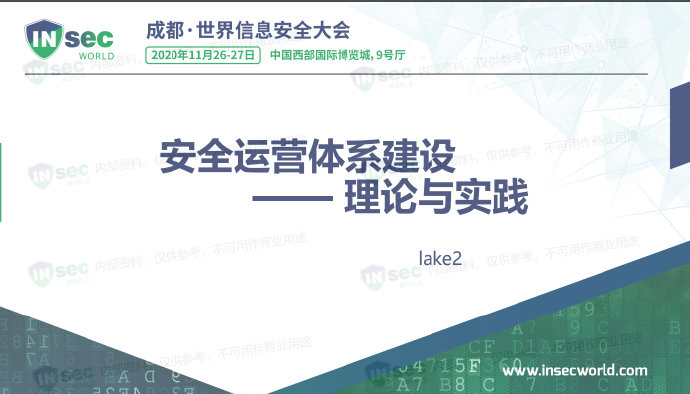 INsec
WORLD
成都·世界信息安全大会
2020年11月26-27日 中国西部国际博览城,9号厅
安全运营体系建设
—— 理论与实践
lake2
内部资料，仅供参考，不可用作商业用途
www.insecworld.com